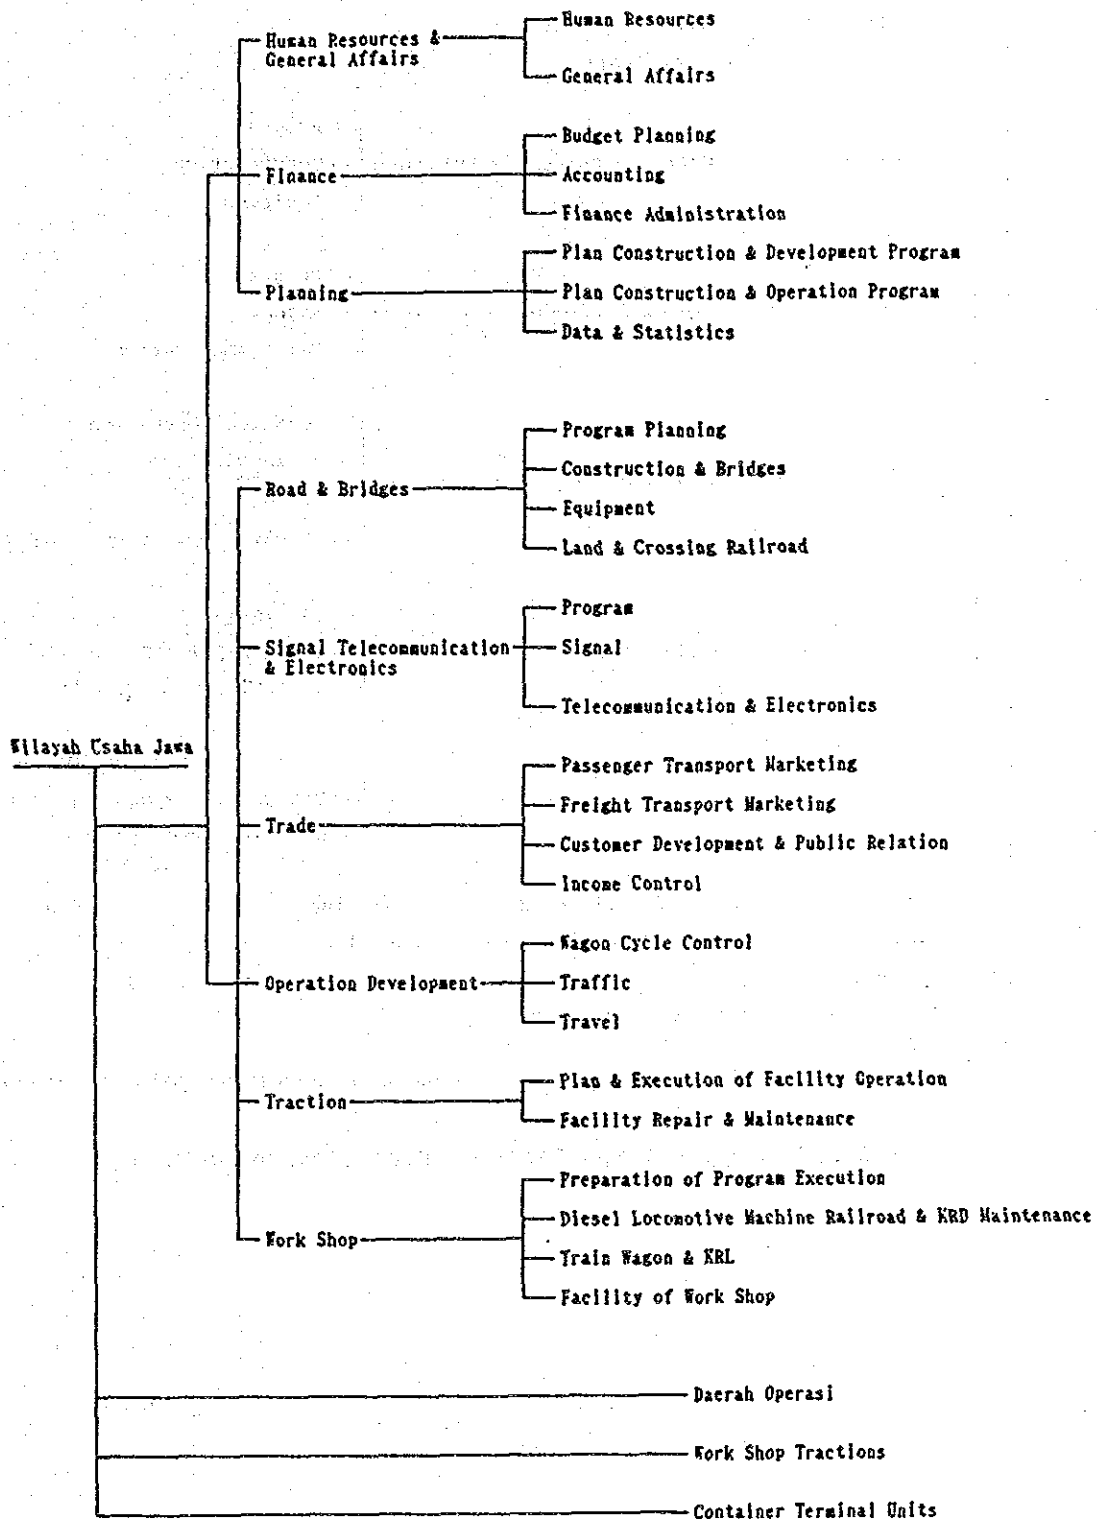 Human Resources &
General Affairs
Human Resources
General Affairs
Finance
Budget Planning
Accounting
Finance Administration
Planning
Plan Construction & Development Program
Plan Construction & Operation Program
Data & Statistics
Road & Bridges
Program Planning
Construction & Bridges
Equipment
Land & Crossing Railroad
Signal Telecommunication
& Electronics
Program
Signal
Telecommunication & Electronics
Wilayah Usaha Jawa
Trade
Passenger Transport Marketing
Freight Transport Marketing
Customer Development & Public Relation
Income Control
Operation Development
Wagon Cycle Control
Traffic
Travel
Traction
Plan & Execution of Facility Operation
Facility Repair & Maintenance
Work Shop
Preparation of Program Execution
Diesel Locomotive Machine Railroad & KRD Maintenance
Train Wagon & KRL
Facility of Work Shop
Daerah Operasi
Work Shop Tractions
Container Terminal Units